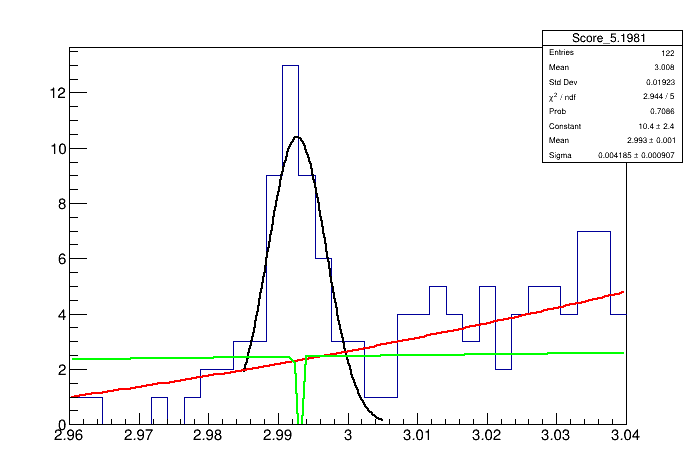 Score_5.1981
Entries 122
Mean 3.008
Std Dev 0.01923
χ² / ndf 2.944 / 5
Prob 0.7086
Constant 10.4 ± 2.4
Mean 2.993 ± 0.001
Sigma 0.004185 ± 0.000907
12
10
8
6
4
2
0
2.96 2.97 2.98 2.99 3 3.01 3.02 3.03 3.04